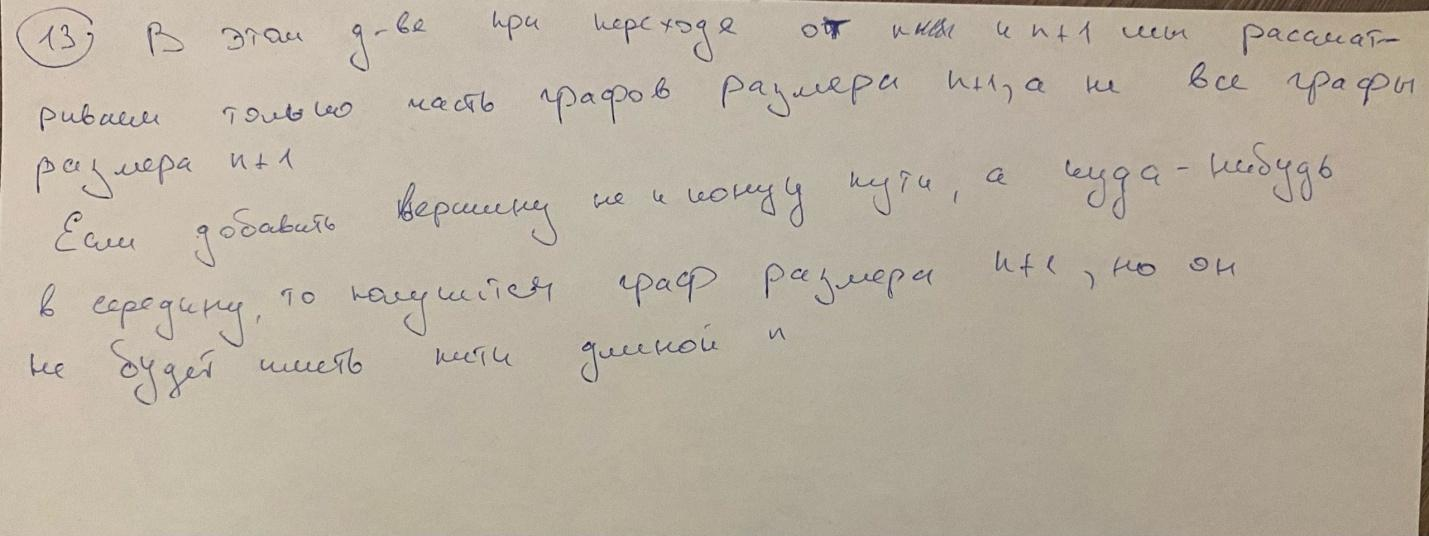 13. В этом д-ве при переходе от n к n+1 мы рассмат-
риваем только часть графов размера n+1, а не все графы
размера n+1
Если добавить вершину не к концу пути, а куда-нибудь
в середину, то получится граф размера n+1, но он
не будет иметь пути длиной n